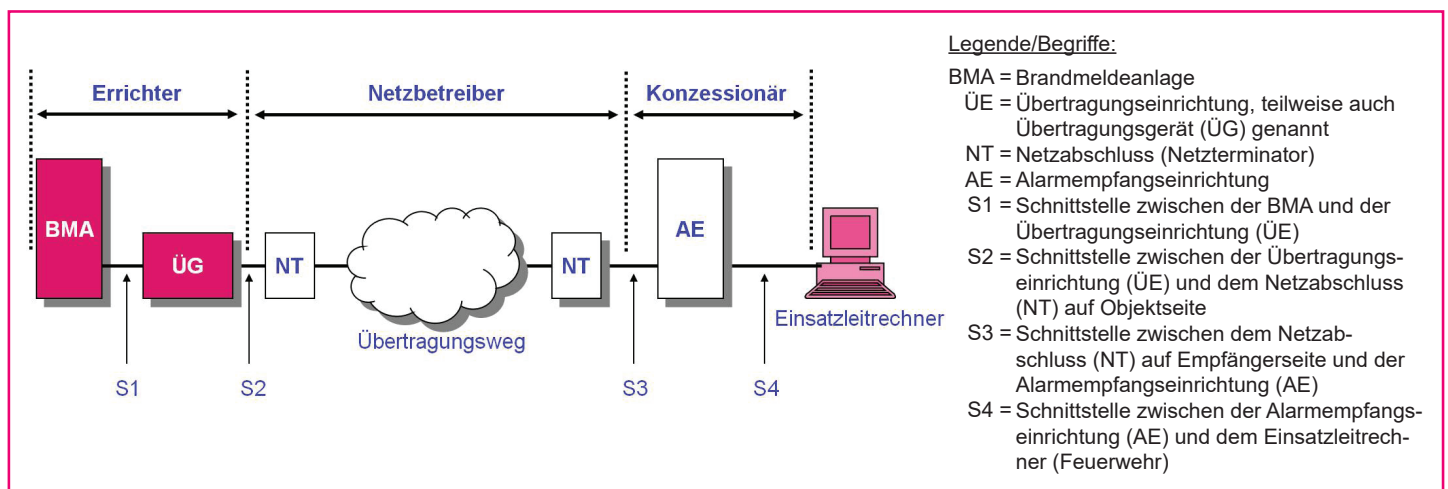 Errichter
Netzbetreiber
Konzessionär
BMA
ÜG
NT
NT
AE
Übertragungsweg
Einsatzleitrechner
S1
S2
S3
S4
Legende/Begriffe:
BMA = Brandmeldeanlage
ÜE = Übertragungseinrichtung, teilweise auch
Übertragungsgerät (ÜG) genannt
NT = Netzabschluss (Netzterminator)
AE = Alarmempfangseinrichtung
S1 = Schnittstelle zwischen der BMA und der
Übertragungseinrichtung (ÜE)
S2 = Schnittstelle zwischen der Übertragungs-
einrichtung (ÜE) und dem Netzabschluss
(NT) auf Objektseite
S3 = Schnittstelle zwischen dem Netzab-
schluss (NT) auf Empfängerseite und der
Alarmempfangseinrichtung (AE)
S4 = Schnittstelle zwischen der Alarmempfangs-
einrichtung (AE) und dem Einsatzleitrech-
ner (Feuerwehr)